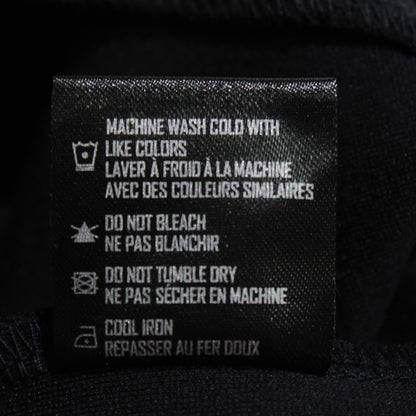 MACHINE WASH COLD WITH
LIKE COLORS
LAVER À FROID À LA MACHINE
AVEC DES COULEURS SIMILAIRES
DO NOT BLEACH
NE PAS BLANCHIR
DO NOT TUMBLE DRY
NE PAS SÉCHER EN MACHINE
COOL IRON
REPASSER AU FER DOUX